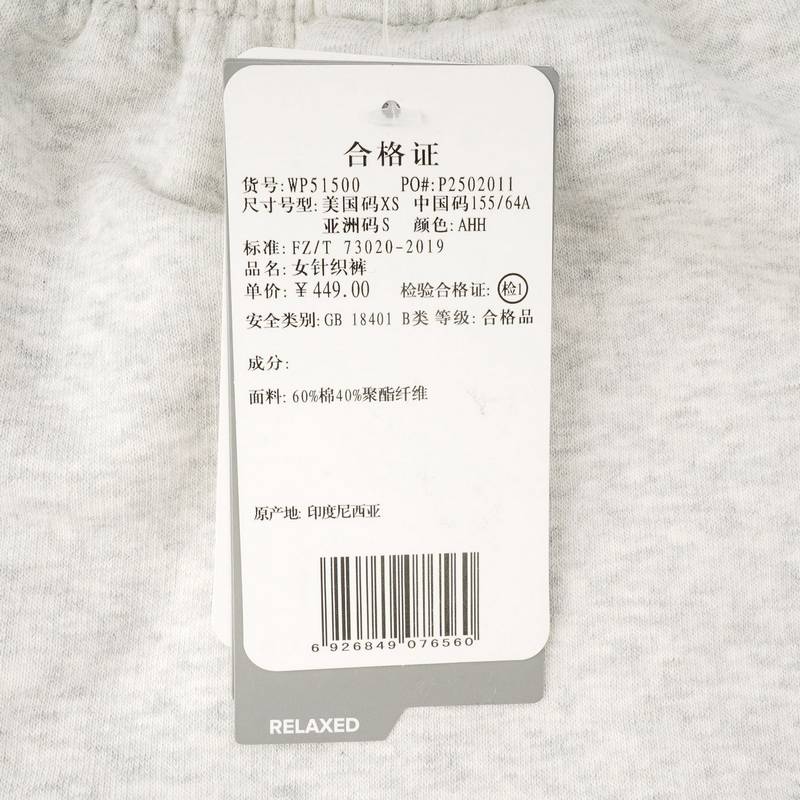 合格证
货号:WP51500 PO#:P2502011
尺寸号型:美国码XS 中国码155/64A
亚洲码S 颜色:AHH
标准:FZ/T 73020-2019
品名:女针织裤
单价:￥449.00 检验合格证:检1
安全类别:GB 18401 B类 等级:合格品
成分:
面料:60%棉40%聚酯纤维
原产地:印度尼西亚
6 926849 076560
RELAXED